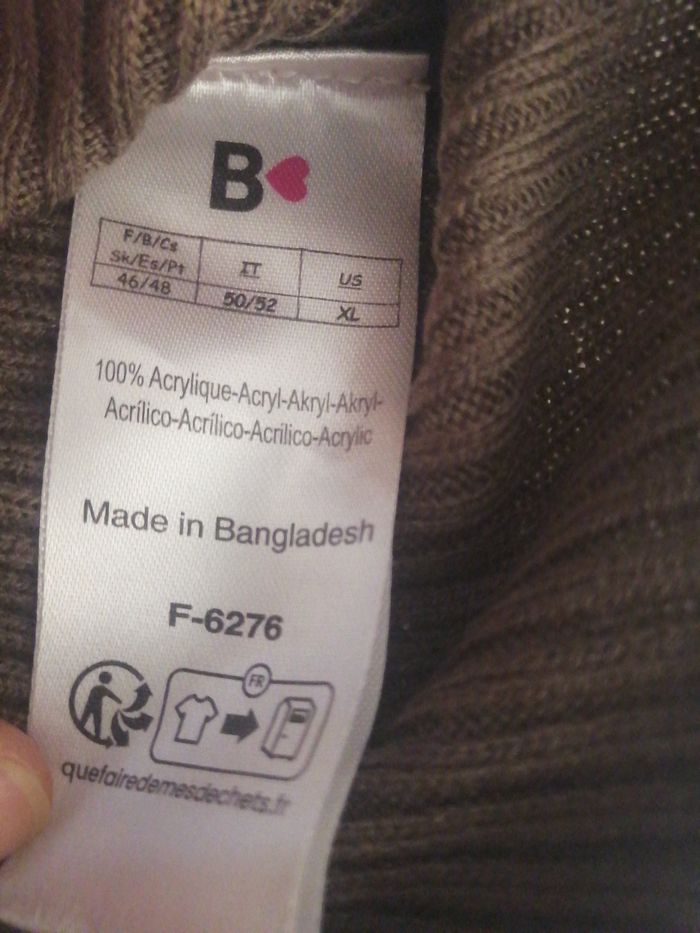 B
F/B/Cs
Sk/Es/Pt
IT
US
46/48
50/52
XL
100% Acrylique-Acryl-Akryl-Akryl-
Acrílico-Acrílico-Acrilico-Acrylic
Made in Bangladesh
F-6276
FR
quefairedemesdechets.fr